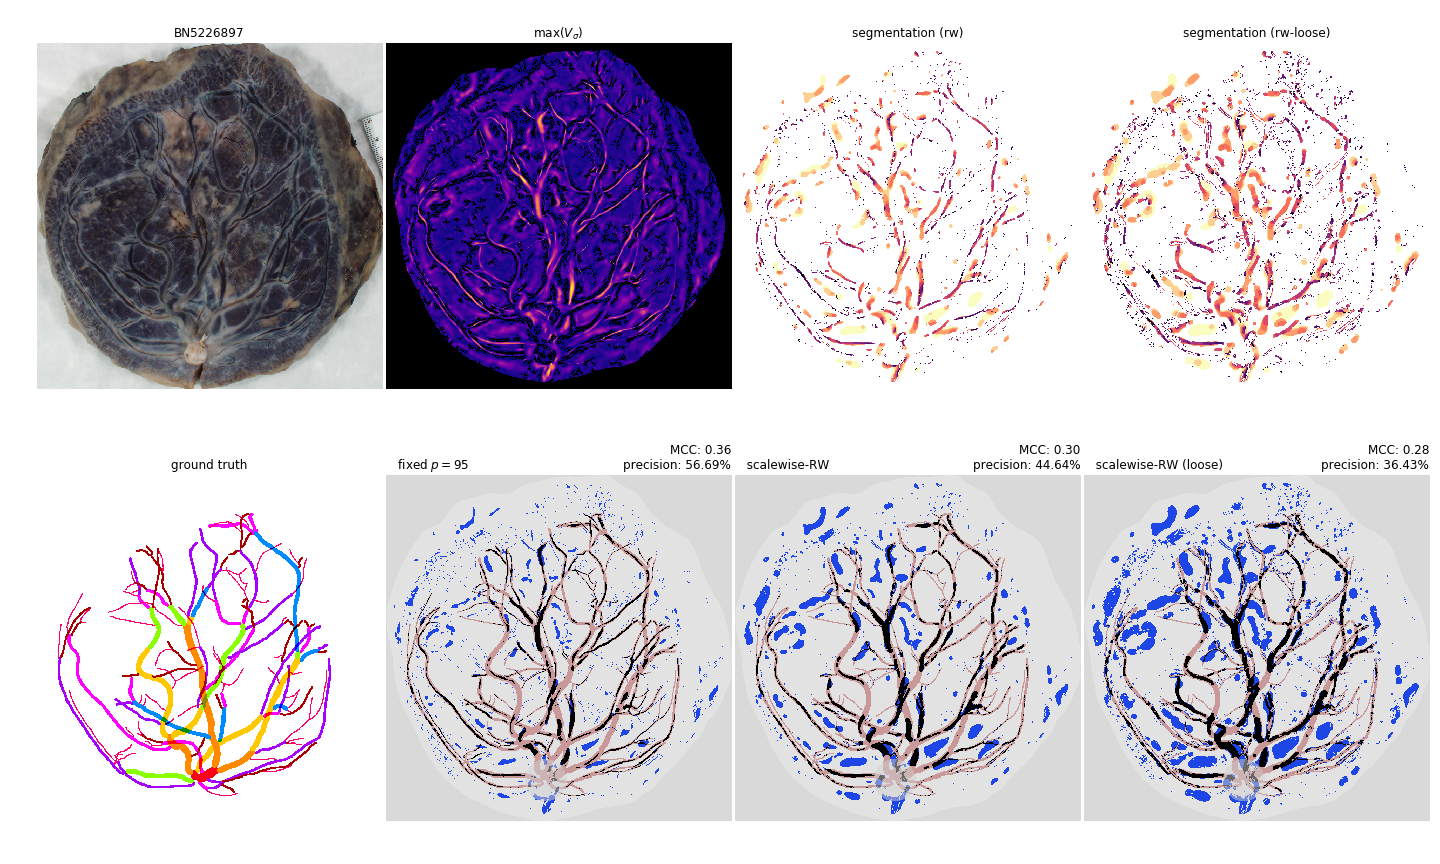 BN5226897
max(Vσ)
segmentation (rw)
segmentation (rw-loose)
ground truth
fixed p = 95
MCC: 0.36
precision: 56.69%
scalewise-RW
MCC: 0.30
precision: 44.64%
scalewise-RW (loose)
MCC: 0.28
precision: 36.43%